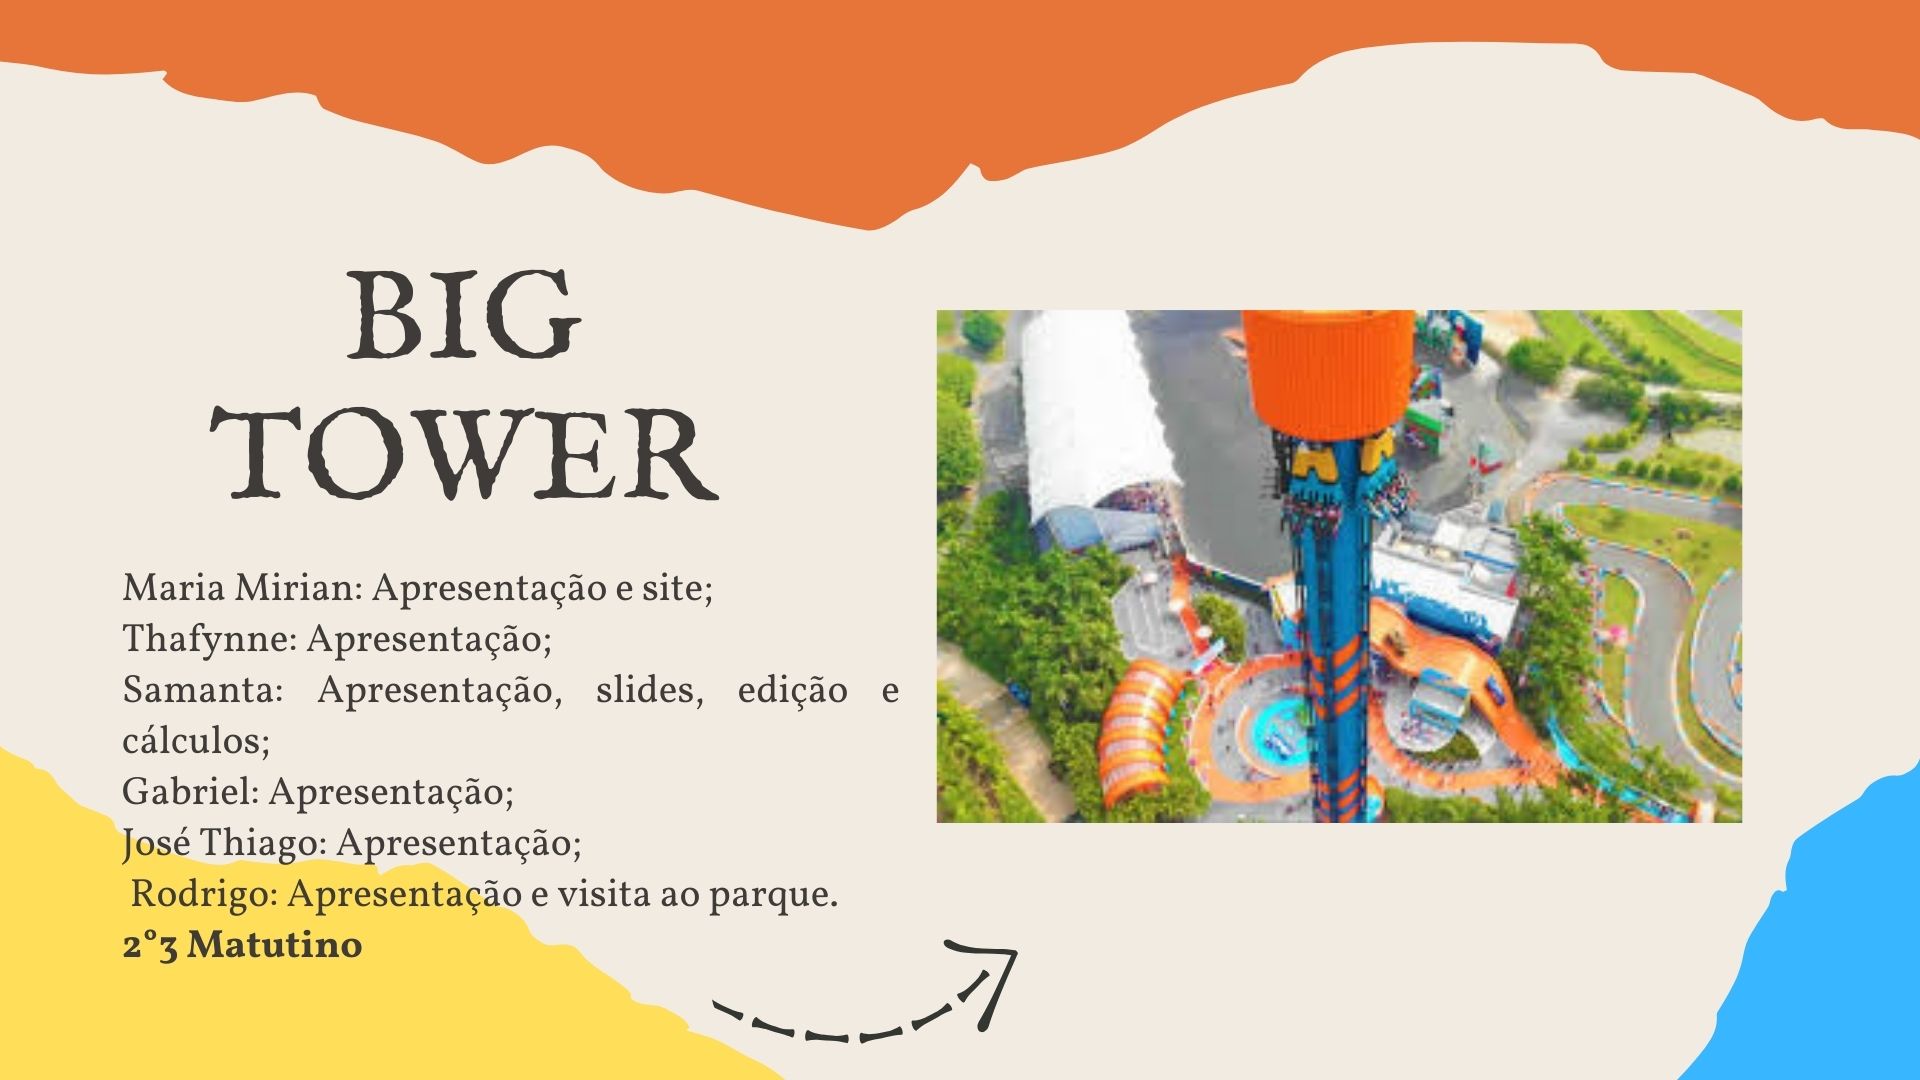 BIG
TOWER
Maria Mirian: Apresentação e site;
Thafynne: Apresentação;
Samanta: Apresentação, slides, edição e
cálculos;
Gabriel: Apresentação;
José Thiago: Apresentação;
Rodrigo: Apresentação e visita ao parque.
2°3 Matutino